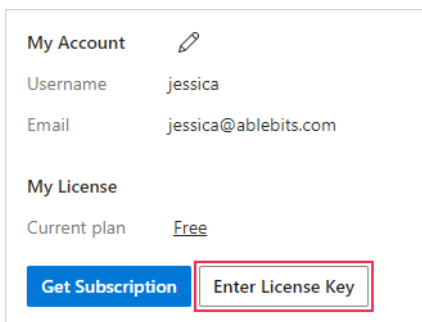 My Account
Username jessica
Email jessica@ablebits.com
My License
Current plan Free
Get Subscription Enter License Key